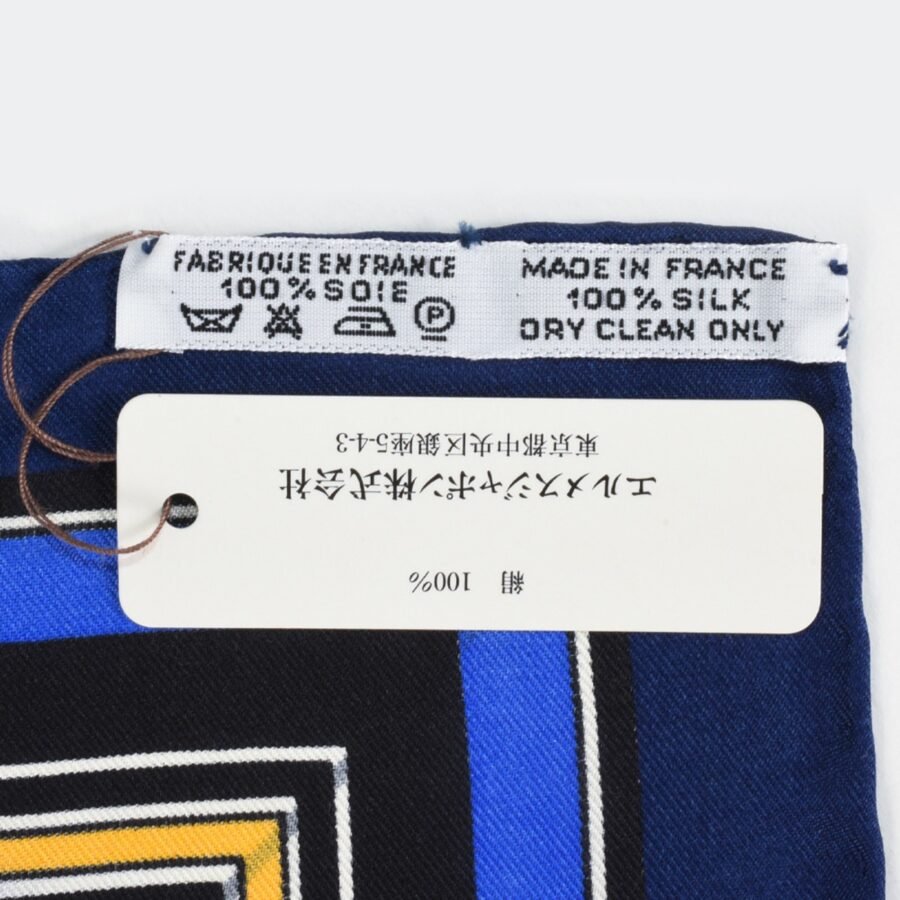 FABRIQUE EN FRANCE
100% SOIE
P
MADE IN FRANCE
100% SILK
DRY CLEAN ONLY
絹 100%
エルメスジャポン株式会社
東京都中央区銀座5-4-3